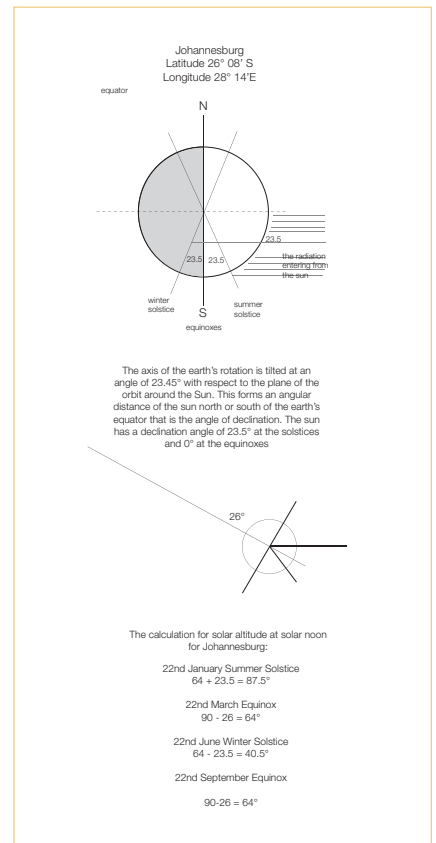 Johannesburg
Latitude 26° 08' S
Longitude 28° 14'E
equator
N
23.5
23.5
23.5
the radiation
entering from
the sun
winter
solstice
S
summer
solstice
equinoxes
The axis of the earth's rotation is tilted at an
angle of 23.45° with respect to the plane of the
orbit around the Sun. This forms an angular
distance of the sun north or south of the earth's
equator that is the angle of declination. The sun
has a declination angle of 23.5° at the solstices
and 0° at the equinoxes
26°
The calculation for solar altitude at solar noon
for Johannesburg:
22nd January Summer Solstice
64 + 23.5 = 87.5°
22nd March Equinox
90 - 26 = 64°
22nd June Winter Solstice
64 - 23.5 = 40.5°
22nd September Equinox
90-26 = 64°